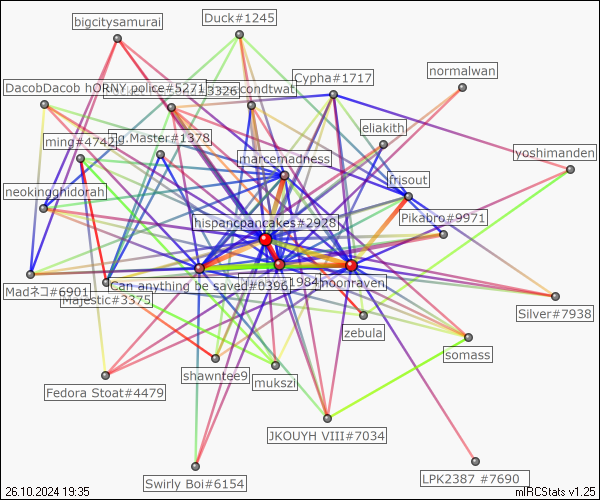 Duck#1245
bigcitysamurai
normalwan
Cypha#1717
DacobDacob hORNY police#5271
3326
condtwat
eliakith
ming#4742
g.Master#1378
marcemadness
yoshimanden
frisout
neokingghidorah
Pikabro#9971
hispancpancakes#2928
Madネコ#6901
Majestic#3375
Can anything be saved#0396
1984
moonraven
Silver#7938
zebula
somass
shawntee9
mukszi
Fedora Stoat#4479
JKOUYH VIII#7034
Swirly Boi#6154
LPK2387 #7690
26.10.2024 19:35
mIRCStats v1.25